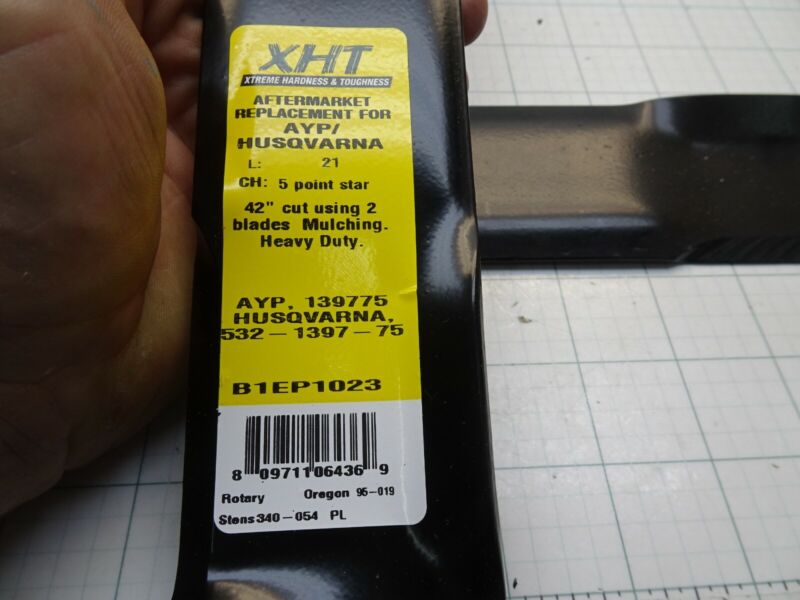 XHT
XTREME HARDNESS & TOUGHNESS
AFTERMARKET
REPLACEMENT FOR
AYP/
HUSQVARNA
L: 21
CH: 5 point star
42" cut using 2
blades Mulching.
Heavy Duty.
AYP, 139775
HUSQVARNA,
532-1397-75
B1EP1023
8 09711 06436 9
Rotary Oregon 95-019
Stens 340-054 PL